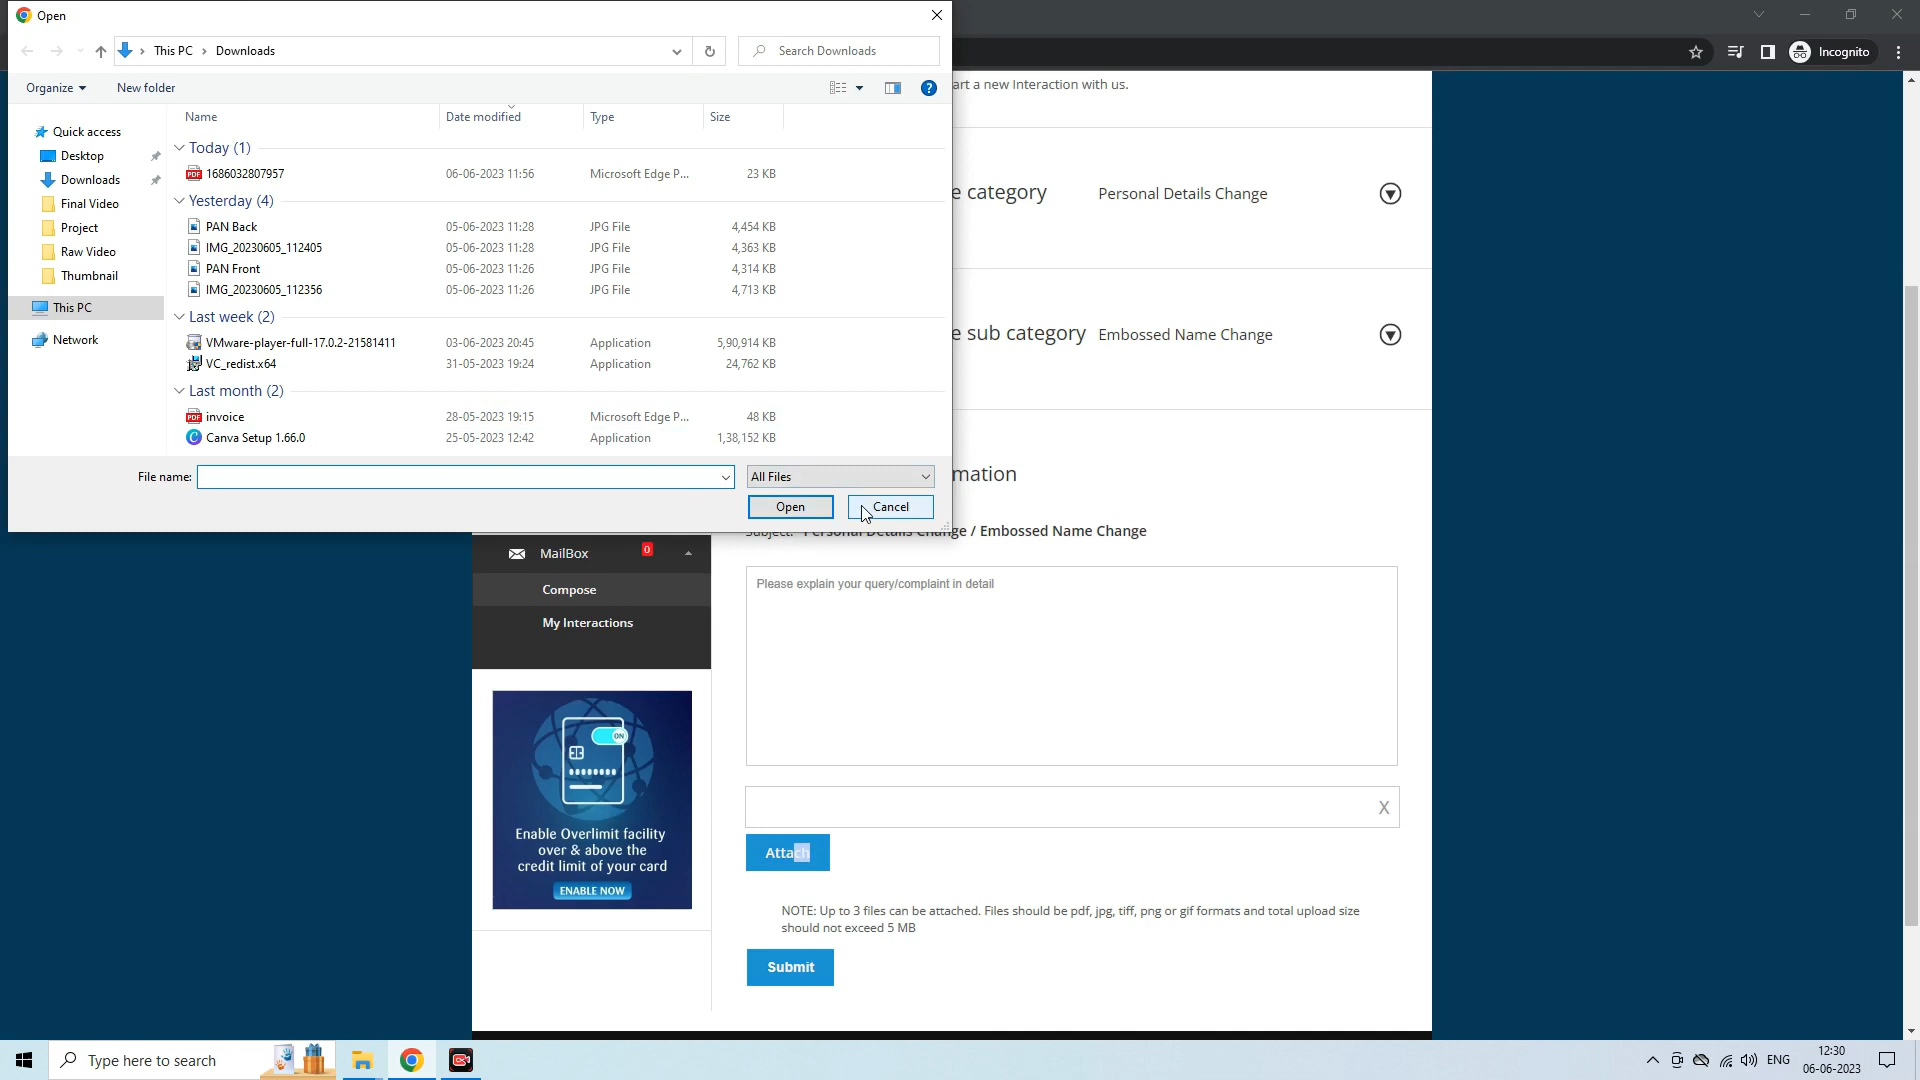 Open
This PC
Downloads
Search Downloads
Incognito
Organize
New folder
art a new Interaction with us.
Name
Date modified
Type
Size
Quick access
Desktop
Downloads
Final Video
Project
Raw Video
Thumbnail
This PC
Network
Today (1)
1686032807957 06-06-2023 11:56 Microsoft Edge P... 23 KB
Yesterday (4)
PAN Back 05-06-2023 11:28 JPG File 4,454 KB
IMG_20230605_112405 05-06-2023 11:28 JPG File 4,363 KB
PAN Front 05-06-2023 11:26 JPG File 4,314 KB
IMG_20230605_112356 05-06-2023 11:26 JPG File 4,713 KB
Last week (2)
VMware-player-full-17.0.2-21581411 03-06-2023 20:45 Application 5,90,914 KB
VC_redist.x64 31-05-2023 19:24 Application 24,762 KB
Last month (2)
invoice 28-05-2023 19:15 Microsoft Edge P... 48 KB
Canva Setup 1.66.0 25-05-2023 12:42 Application 1,38,152 KB
File name:
All Files
Open
Cancel
e category Personal Details Change
e sub category Embossed Name Change
mation
Subject: Personal Details Change / Embossed Name Change
MailBox 0
Compose
My Interactions
Please explain your query/complaint in detail
X
Attach
ON
Enable Overlimit facility
over & above the
credit limit of your card
ENABLE NOW
NOTE: Up to 3 files can be attached. Files should be pdf, jpg, tiff, png or gif formats and total upload size
should not exceed 5 MB
Submit
Type here to search
ENG
12:30
06-06-2023